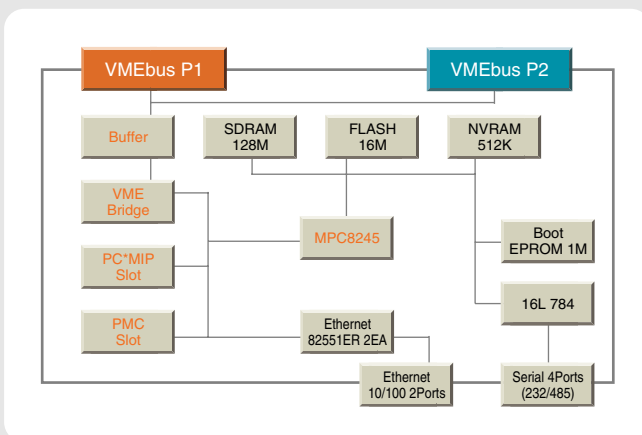 VMEbus P1
VMEbus P2
Buffer
SDRAM
128M
FLASH
16M
NVRAM
512K
VME
Bridge
MPC8245
Boot
EPROM 1M
PC*MIP
Slot
16L 784
PMC
Slot
Ethernet
82551ER 2EA
Ethernet
10/100 2Ports
Serial 4Ports
(232/485)